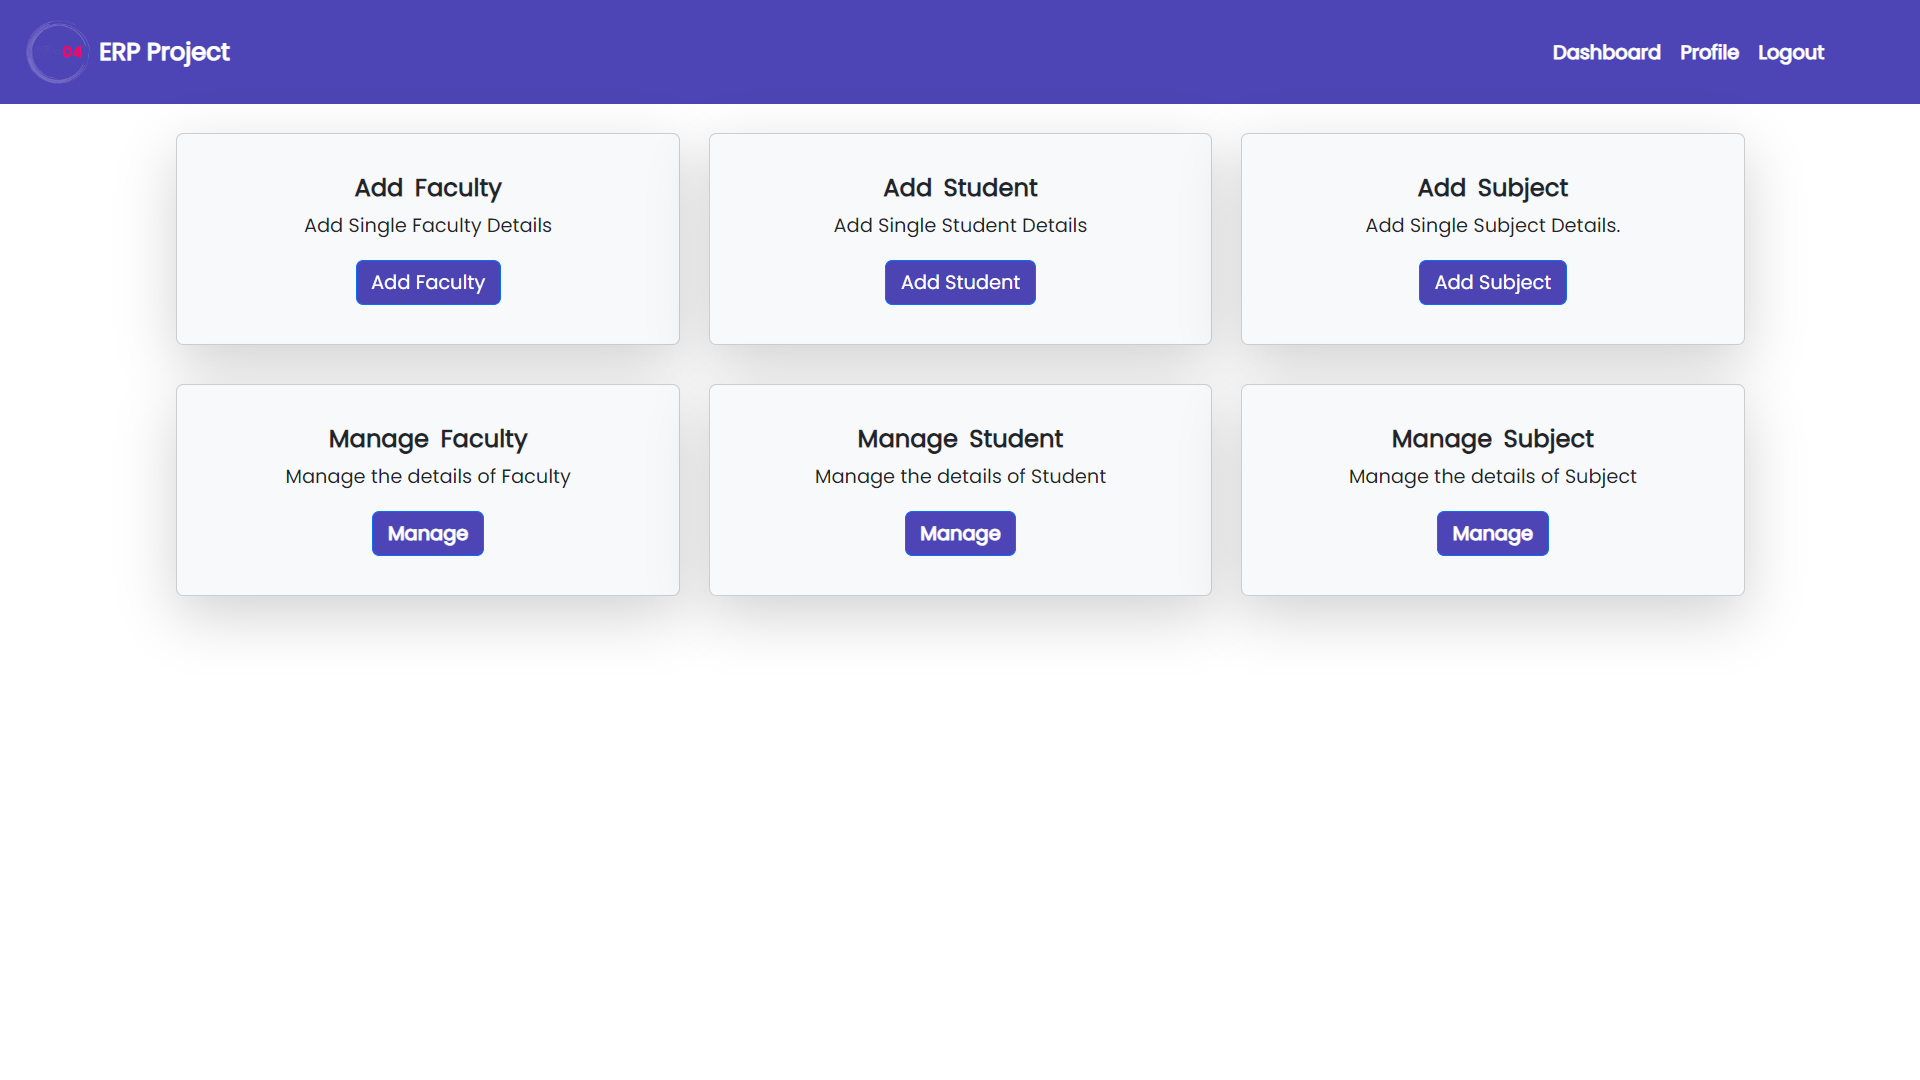 04 ERP Project
Dashboard Profile Logout
Add Faculty
Add Single Faculty Details
Add Faculty
Add Student
Add Single Student Details
Add Student
Add Subject
Add Single Subject Details.
Add Subject
Manage Faculty
Manage the details of Faculty
Manage
Manage Student
Manage the details of Student
Manage
Manage Subject
Manage the details of Subject
Manage